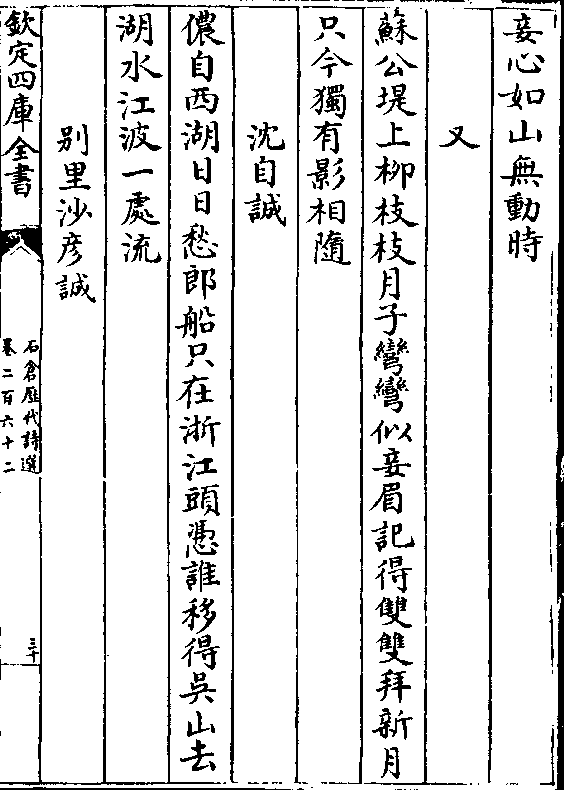 妾心如山無動時
又
蘇公堤上柳枝枝月子彎彎似妾眉記得雙雙拜新月
只今獨有影相隨
沈自誠
儂自西湖日日愁郎船只在浙江頭憑誰移得吳山去
湖水江波一處流
别里沙彦誠
欽定四庫全書
石倉歷代詩選
卷二百六十二
三十